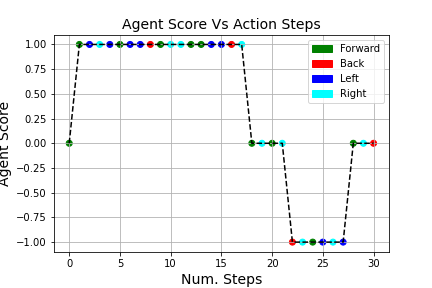 Agent Score Vs Action Steps
Agent Score
1.00
0.75
0.50
0.25
0.00
−0.25
−0.50
−0.75
−1.00
Forward
Back
Left
Right
0 5 10 15 20 25 30
Num. Steps